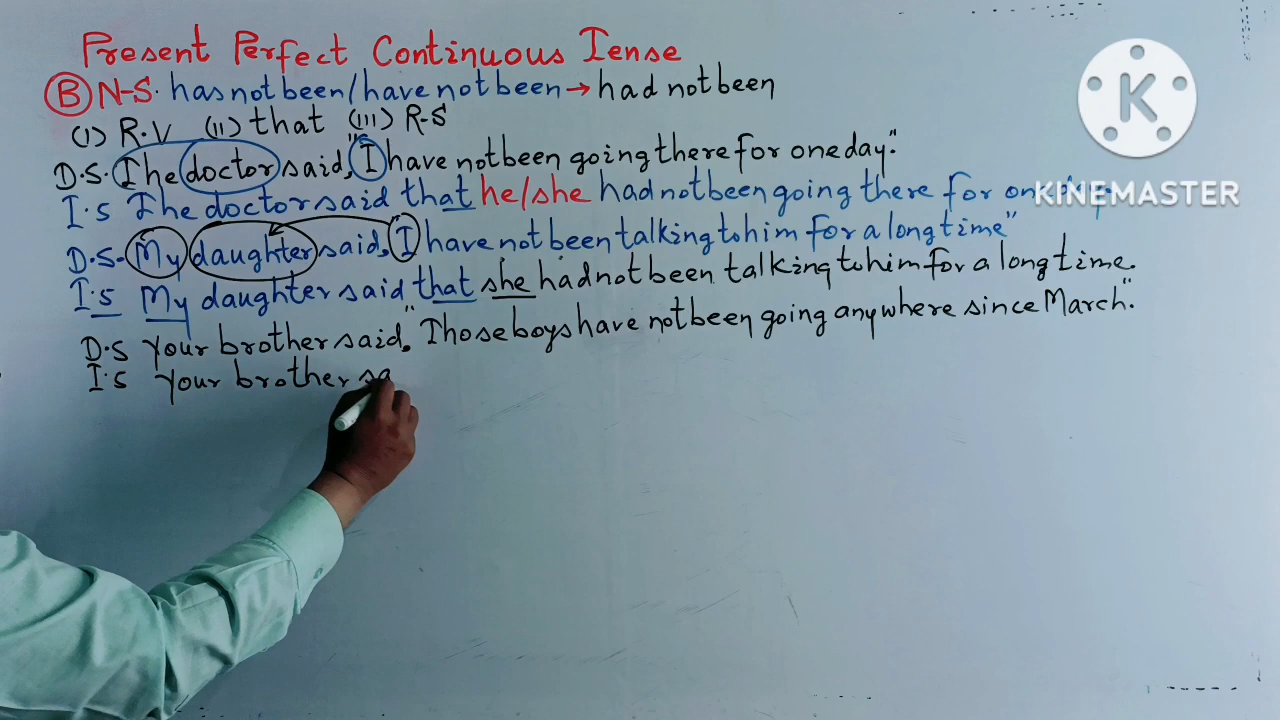 Present Perfect Continuous Tense
(B) N-S. has not been/have not been → had not been
(I) R.V (II) that (III) R-S
D.S. The doctor said, "I have not been going there for one day."
I.S The doctor said that he/she had not been going there for
D.S- My daughter said, "I have not been talking to him for a long time"
I.S My daughter said that she had not been talking to him for a long time.
D.S Your brother said, "Those boys have not been going anywhere since March".
I.S Your brother sa
K
KINEMASTER